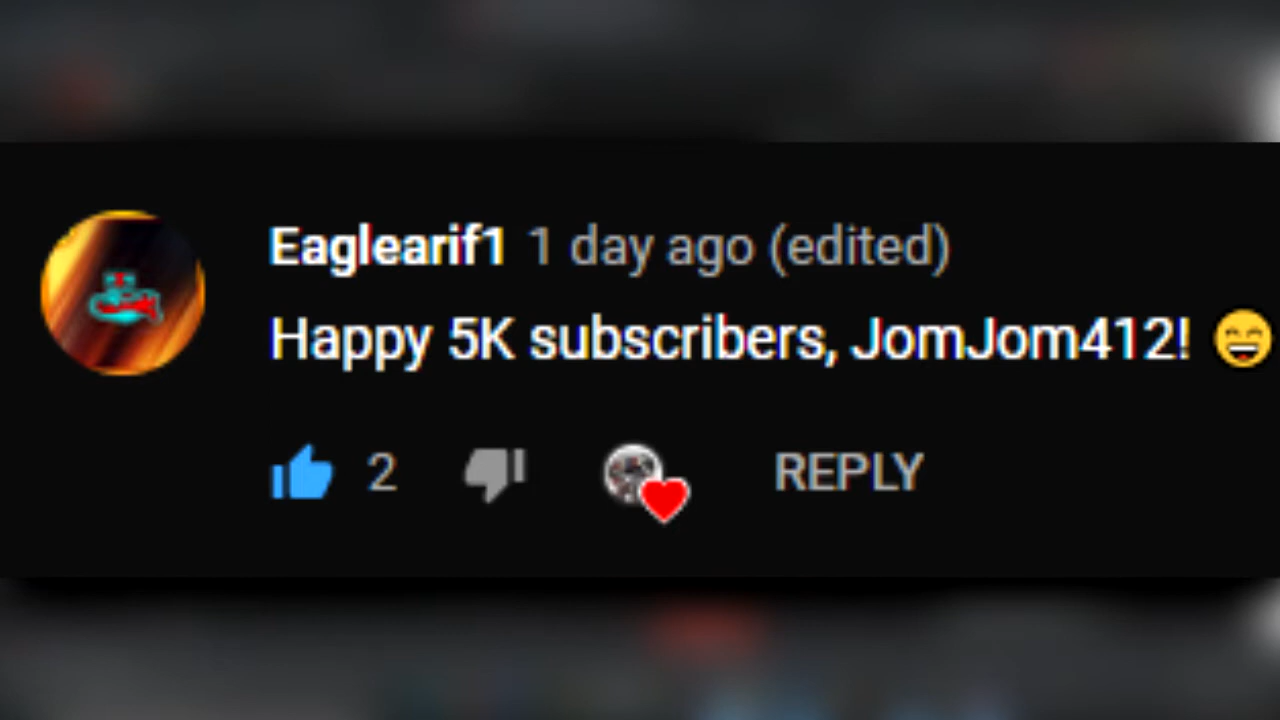 Eaglearif1 1 day ago (edited)
Happy 5K subscribers, JomJom412! 😄
2 REPLY